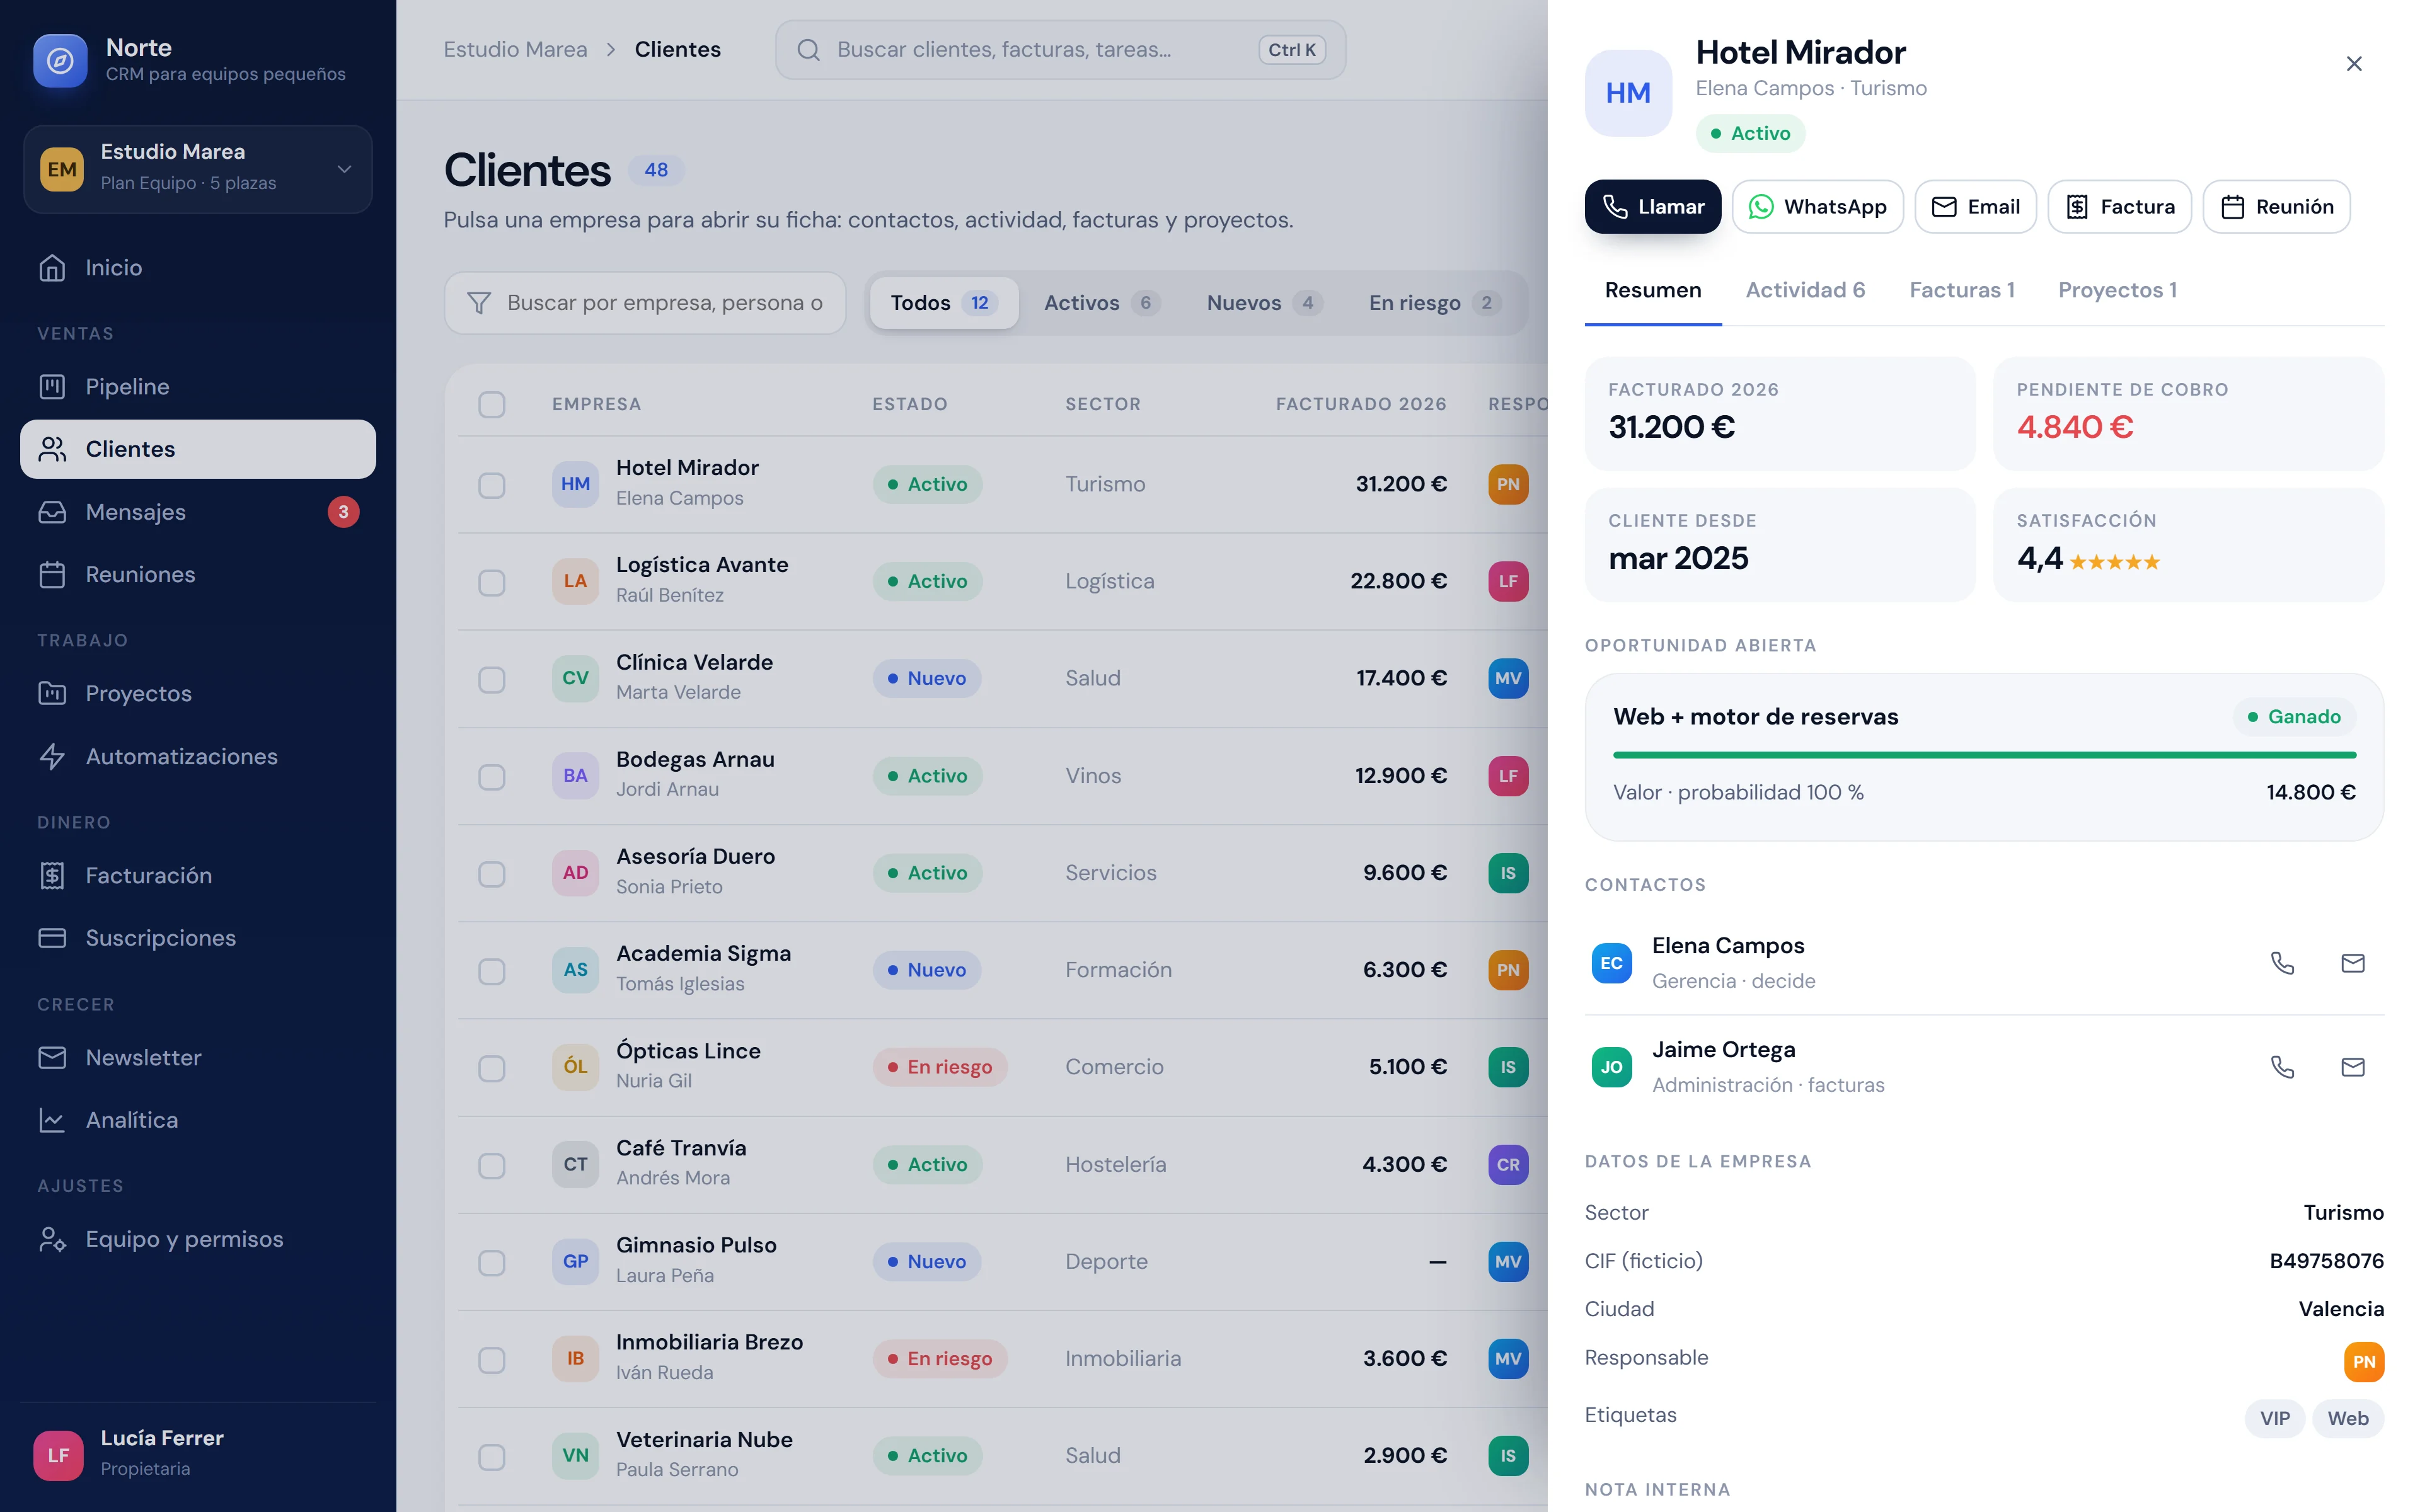 Norte
CRM para equipos pequeños
EM
Estudio Marea
Plan Equipo · 5 plazas
Inicio
VENTAS
Pipeline
Clientes
Mensajes 3
Reuniones
TRABAJO
Proyectos
Automatizaciones
DINERO
Facturación
Suscripciones
CRECER
Newsletter
Analítica
AJUSTES
Equipo y permisos
LF
Lucía Ferrer
Propietaria
Estudio Marea > Clientes
Buscar clientes, facturas, tareas... Ctrl K
Clientes 48
Pulsa una empresa para abrir su ficha: contactos, actividad, facturas y proyectos.
Buscar por empresa, persona o
Todos 12 Activos 6 Nuevos 4 En riesgo 2
EMPRESA ESTADO SECTOR FACTURADO 2026 RESPO
HM Hotel Mirador Activo Turismo 31.200 € PN
Elena Campos
LA Logística Avante Activo Logística 22.800 € LF
Raúl Benítez
CV Clínica Velarde Nuevo Salud 17.400 € MV
Marta Velarde
BA Bodegas Arnau Activo Vinos 12.900 € LF
Jordi Arnau
AD Asesoría Duero Activo Servicios 9.600 € IS
Sonia Prieto
AS Academia Sigma Nuevo Formación 6.300 € PN
Tomás Iglesias
ÓL Ópticas Lince En riesgo Comercio 5.100 € IS
Nuria Gil
CT Café Tranvía Activo Hostelería 4.300 € CR
Andrés Mora
GP Gimnasio Pulso Nuevo Deporte — MV
Laura Peña
IB Inmobiliaria Brezo En riesgo Inmobiliaria 3.600 € MV
Iván Rueda
VN Veterinaria Nube Activo Salud 2.900 € IS
Paula Serrano
HM
Hotel Mirador
Elena Campos · Turismo
Activo
Llamar WhatsApp Email Factura Reunión
Resumen Actividad 6 Facturas 1 Proyectos 1
FACTURADO 2026
31.200 €
PENDIENTE DE COBRO
4.840 €
CLIENTE DESDE
mar 2025
SATISFACCIÓN
4,4 ★★★★★
OPORTUNIDAD ABIERTA
Web + motor de reservas Ganado
Valor · probabilidad 100 % 14.800 €
CONTACTOS
EC Elena Campos
Gerencia · decide
JO Jaime Ortega
Administración · facturas
DATOS DE LA EMPRESA
Sector Turismo
CIF (ficticio) B49758076
Ciudad Valencia
Responsable PN
Etiquetas VIP Web
NOTA INTERNA